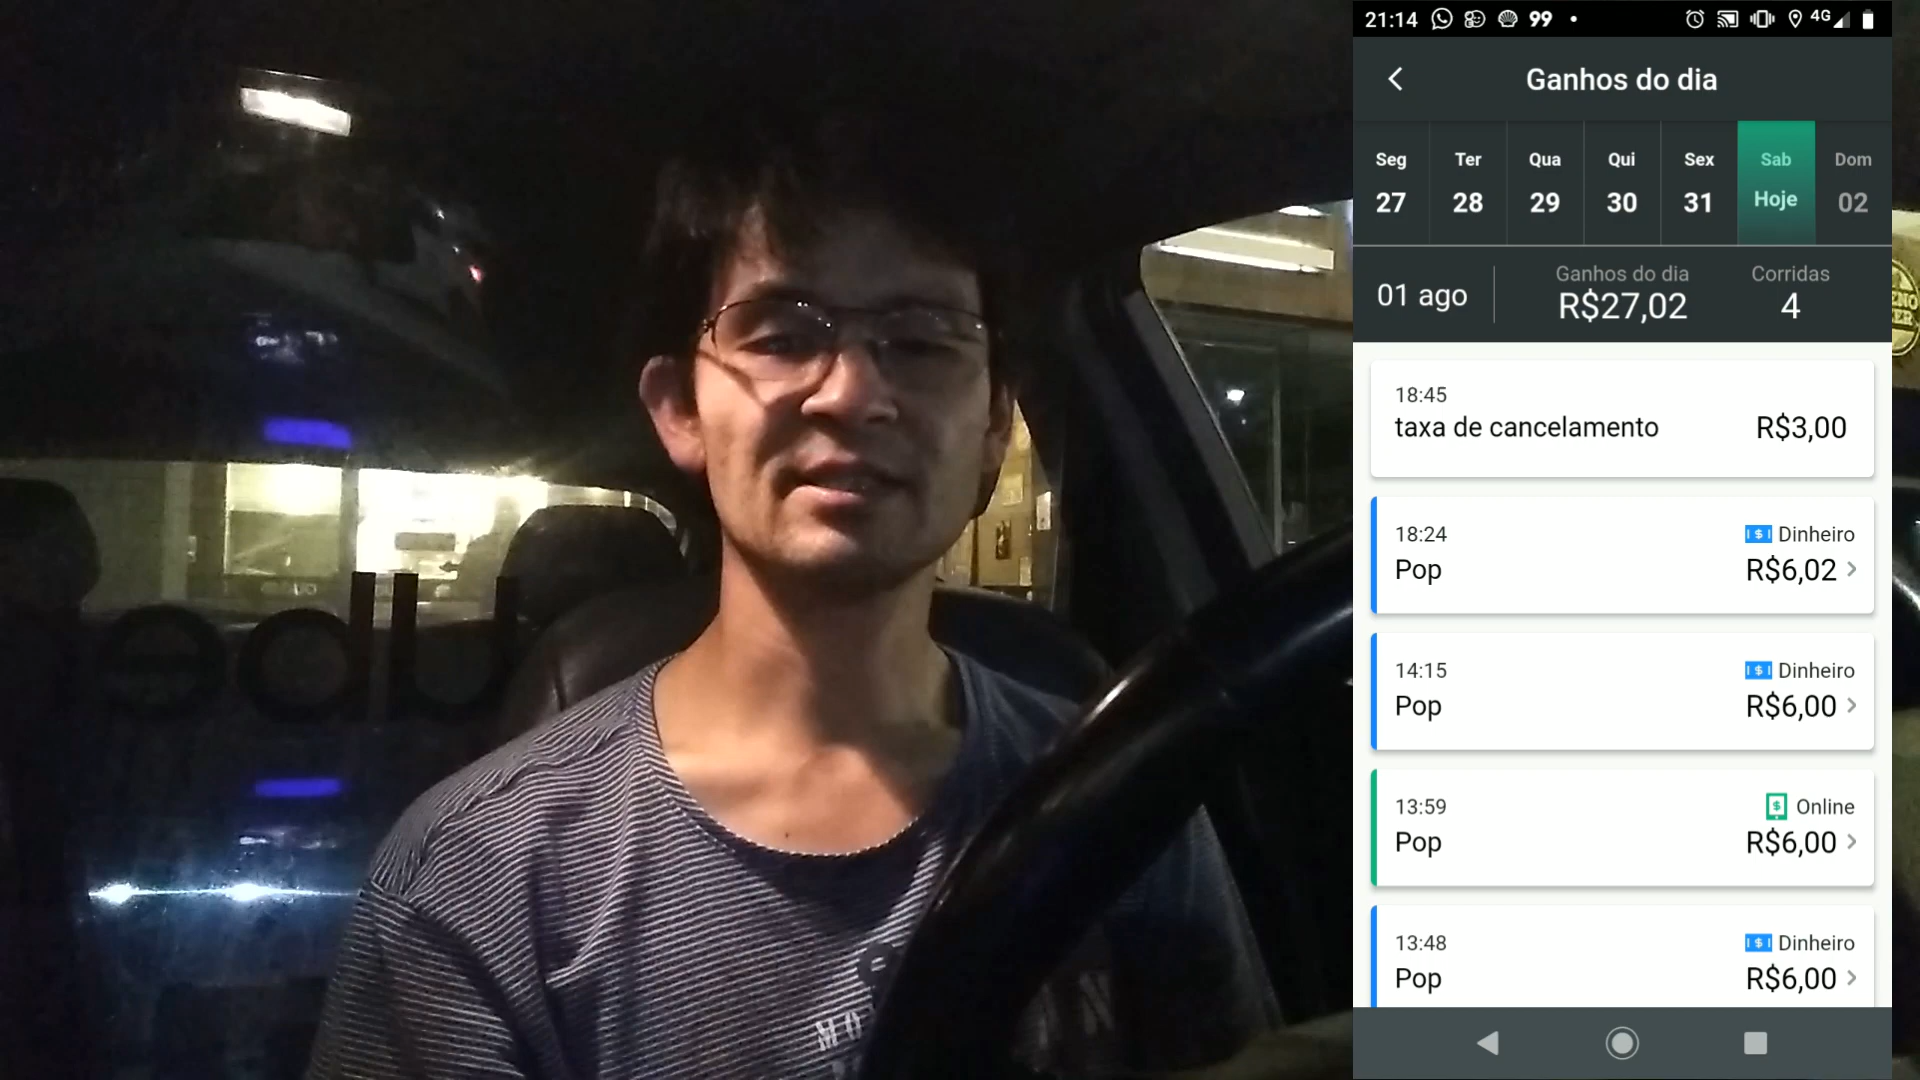 21:14 99 4G
Ganhos do dia
Seg Ter Qua Qui Sex Sab Dom
27 28 29 30 31 Hoje 02
Ganhos do dia Corridas
01 ago R$27,02 4
18:45
taxa de cancelamento R$3,00
18:24 Dinheiro
Pop R$6,02
14:15 Dinheiro
Pop R$6,00
13:59 Online
Pop R$6,00
13:48 Dinheiro
Pop R$6,00